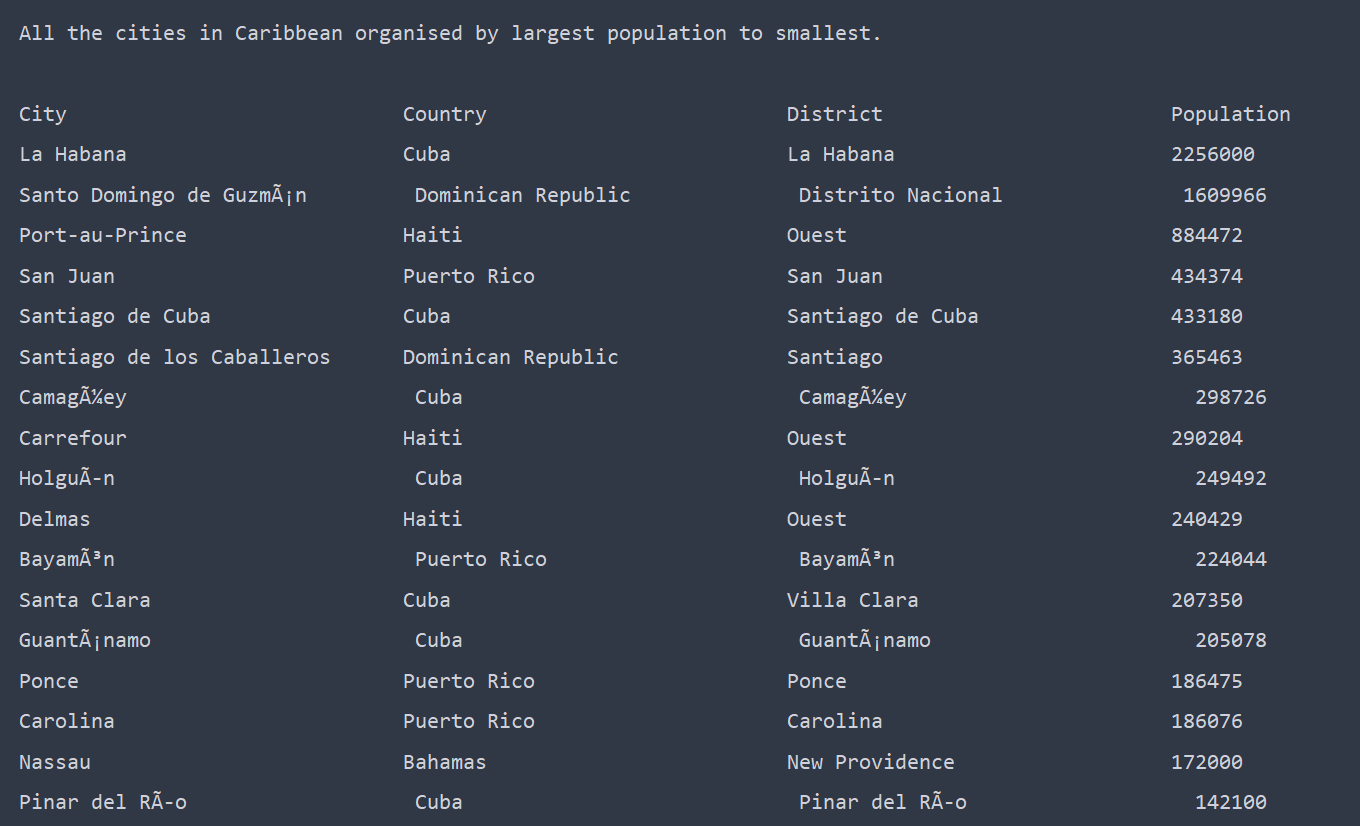 All the cities in Caribbean organised by largest population to smallest.
City Country District Population
La Habana Cuba La Habana 2256000
Santo Domingo de GuzmÃ¡n Dominican Republic Distrito Nacional 1609966
Port-au-Prince Haiti Ouest 884472
San Juan Puerto Rico San Juan 434374
Santiago de Cuba Cuba Santiago de Cuba 433180
Santiago de los Caballeros Dominican Republic Santiago 365463
CamagÃ¼ey Cuba CamagÃ¼ey 298726
Carrefour Haiti Ouest 290204
HolguÃ-n Cuba HolguÃ-n 249492
Delmas Haiti Ouest 240429
BayamÃ³n Puerto Rico BayamÃ³n 224044
Santa Clara Cuba Villa Clara 207350
GuantÃ¡namo Cuba GuantÃ¡namo 205078
Ponce Puerto Rico Ponce 186475
Carolina Puerto Rico Carolina 186076
Nassau Bahamas New Providence 172000
Pinar del RÃ-o Cuba Pinar del RÃ-o 142100